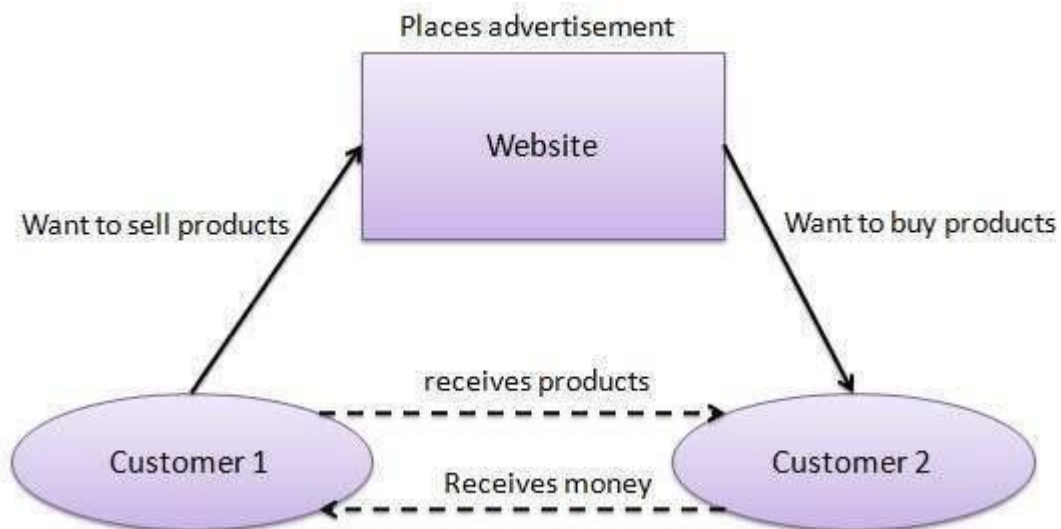 Places advertisement
Website
Want to sell products
Want to buy products
receives products
Customer 1
Customer 2
Receives money